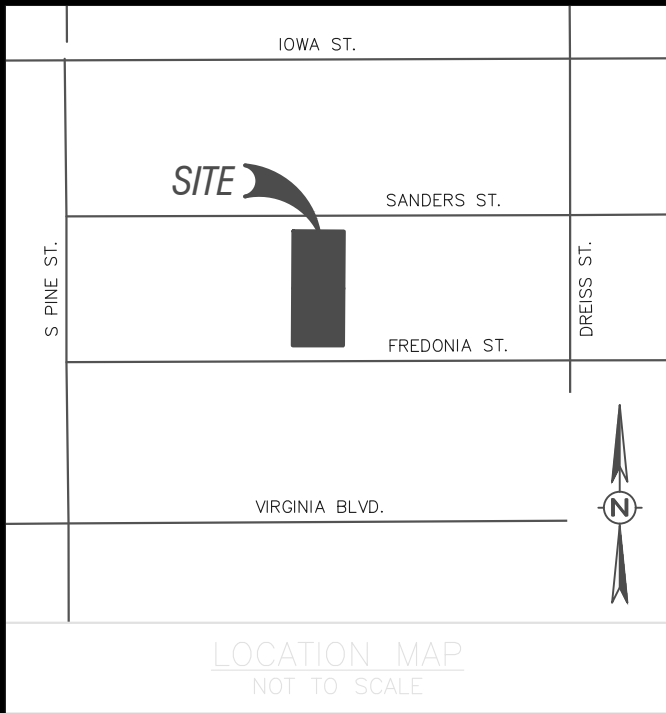 IOWA ST.
SITE
SANDERS ST.
S PINE ST.
DREISS ST.
FREDONIA ST.
VIRGINIA BLVD.
N
LOCATION MAP
NOT TO SCALE